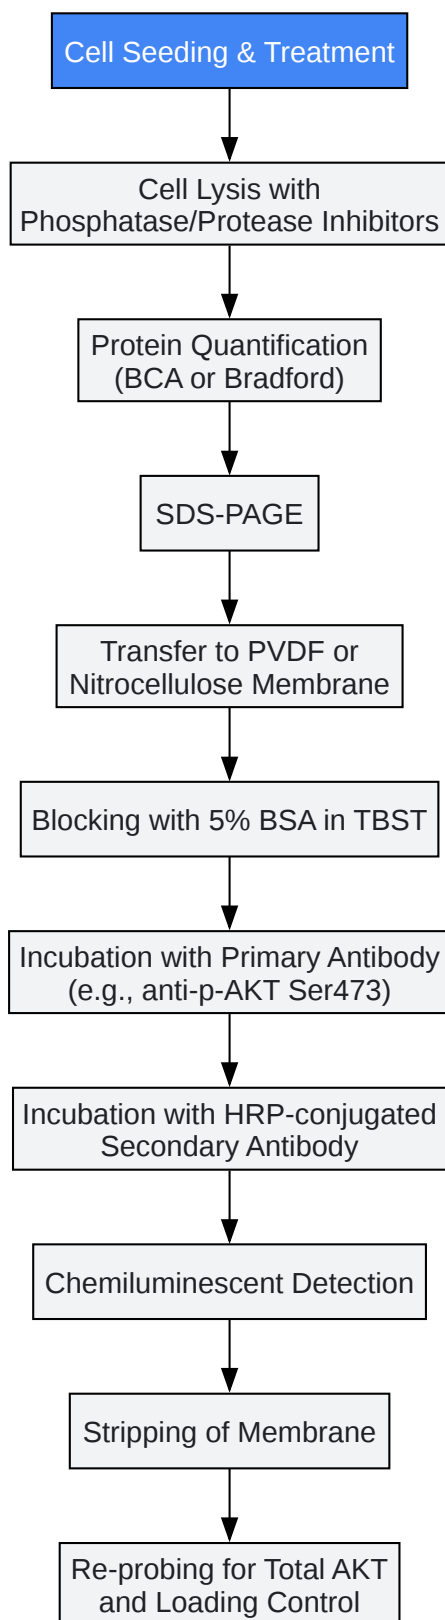 Cell Seeding & Treatment
Cell Lysis with
Phosphatase/Protease Inhibitors
Protein Quantification
(BCA or Bradford)
SDS-PAGE
Transfer to PVDF or
Nitrocellulose Membrane
Blocking with 5% BSA in TBST
Incubation with Primary Antibody
(e.g., anti-p-AKT Ser473)
Incubation with HRP-conjugated
Secondary Antibody
Chemiluminescent Detection
Stripping of Membrane
Re-probing for Total AKT
and Loading Control